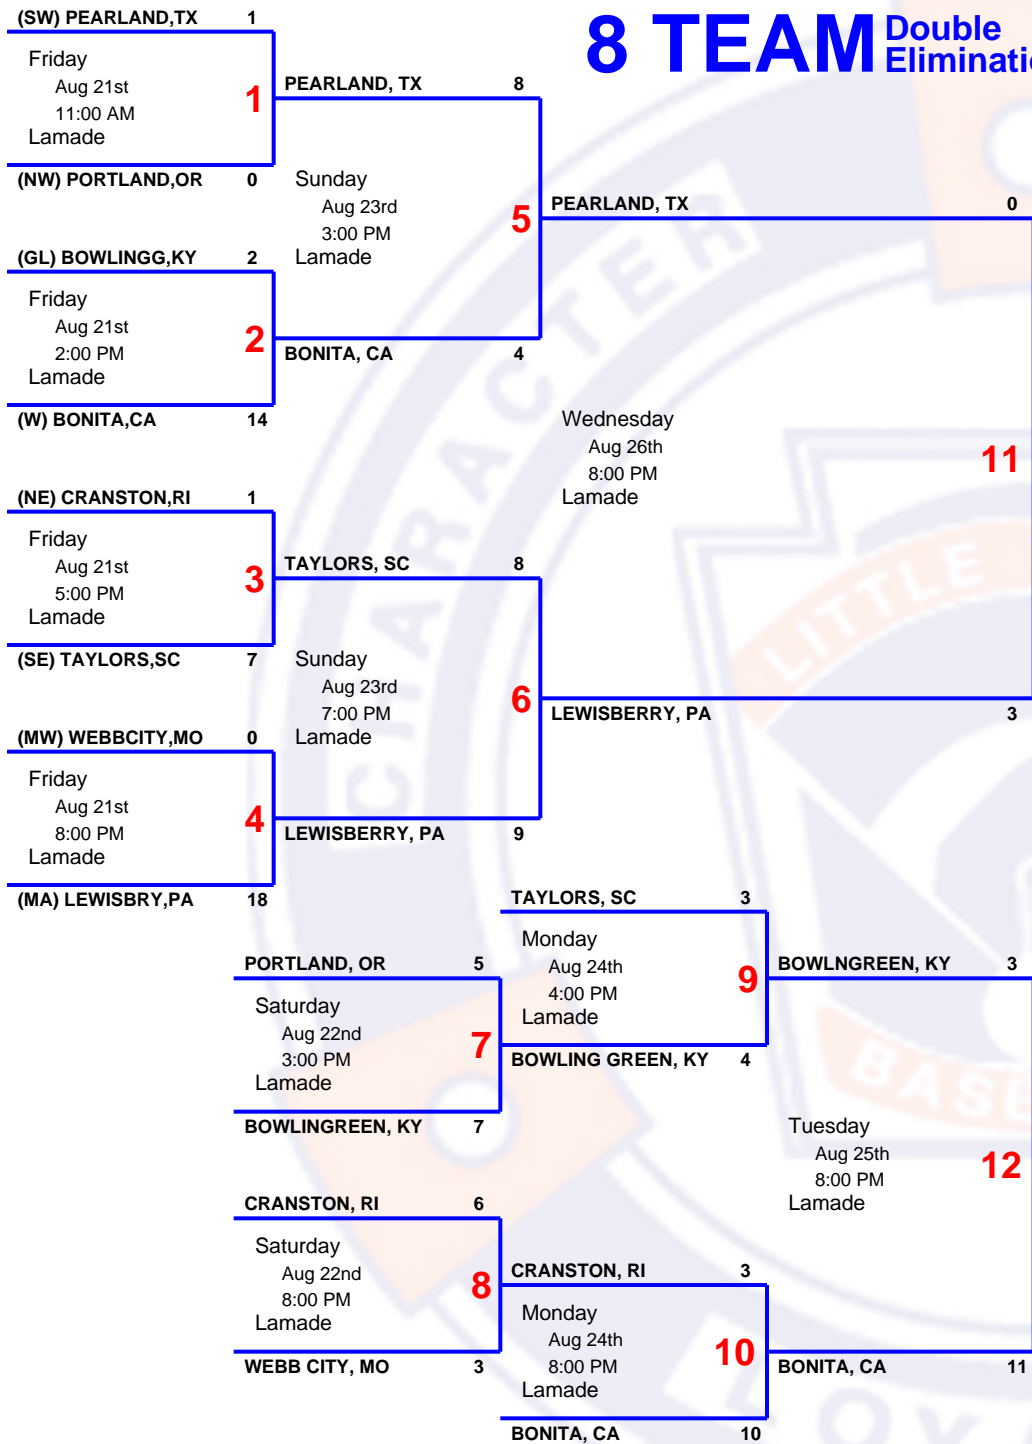 8 TEAM Double
Eliminatio
(SW) PEARLAND,TX 1
Friday
Aug 21st
11:00 AM
Lamade
1
(NW) PORTLAND,OR 0
PEARLAND, TX 8
Sunday
Aug 23rd
3:00 PM
Lamade
5
(GL) BOWLINGG,KY 2
Friday
Aug 21st
2:00 PM
Lamade
2
(W) BONITA,CA 14
BONITA, CA 4
PEARLAND, TX 0
Wednesday
Aug 26th
8:00 PM
Lamade
11
(NE) CRANSTON,RI 1
Friday
Aug 21st
5:00 PM
Lamade
3
(SE) TAYLORS,SC 7
TAYLORS, SC 8
Sunday
Aug 23rd
7:00 PM
Lamade
6
LEWISBERRY, PA 3
(MW) WEBBCITY,MO 0
Friday
Aug 21st
8:00 PM
Lamade
4
(MA) LEWISBRY,PA 18
LEWISBERRY, PA 9
TAYLORS, SC 3
Monday
Aug 24th
4:00 PM
Lamade
9
BOWLING GREEN, KY 4
PORTLAND, OR 5
Saturday
Aug 22nd
3:00 PM
Lamade
7
BOWLINGREEN, KY 7
BOWLNGREEN, KY 3
Tuesday
Aug 25th
8:00 PM
Lamade
12
CRANSTON, RI 6
Saturday
Aug 22nd
8:00 PM
Lamade
8
WEBB CITY, MO 3
CRANSTON, RI 3
Monday
Aug 24th
8:00 PM
Lamade
10
BONITA, CA 10
BONITA, CA 11
CHARACTER
LITTLE
BASE
LOY